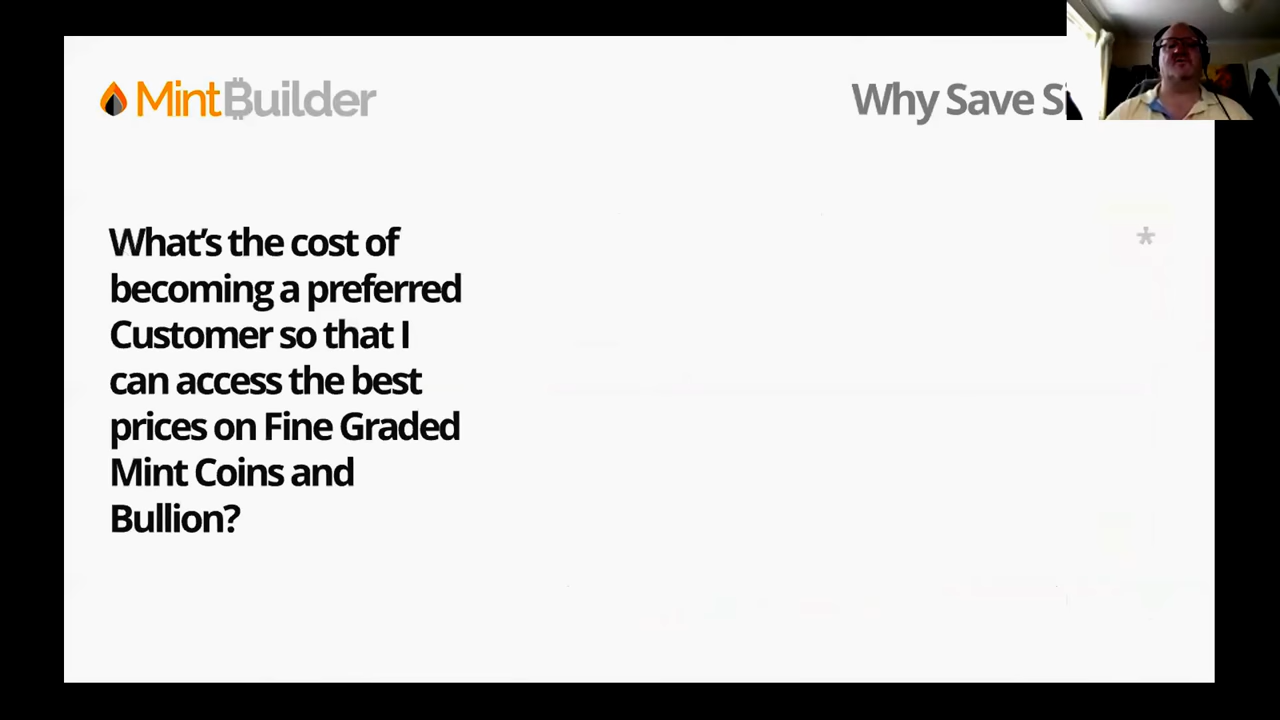 MintBuilder
Why Save
What's the cost of
becoming a preferred
Customer so that I
can access the best
prices on Fine Graded
Mint Coins and
Bullion?
*